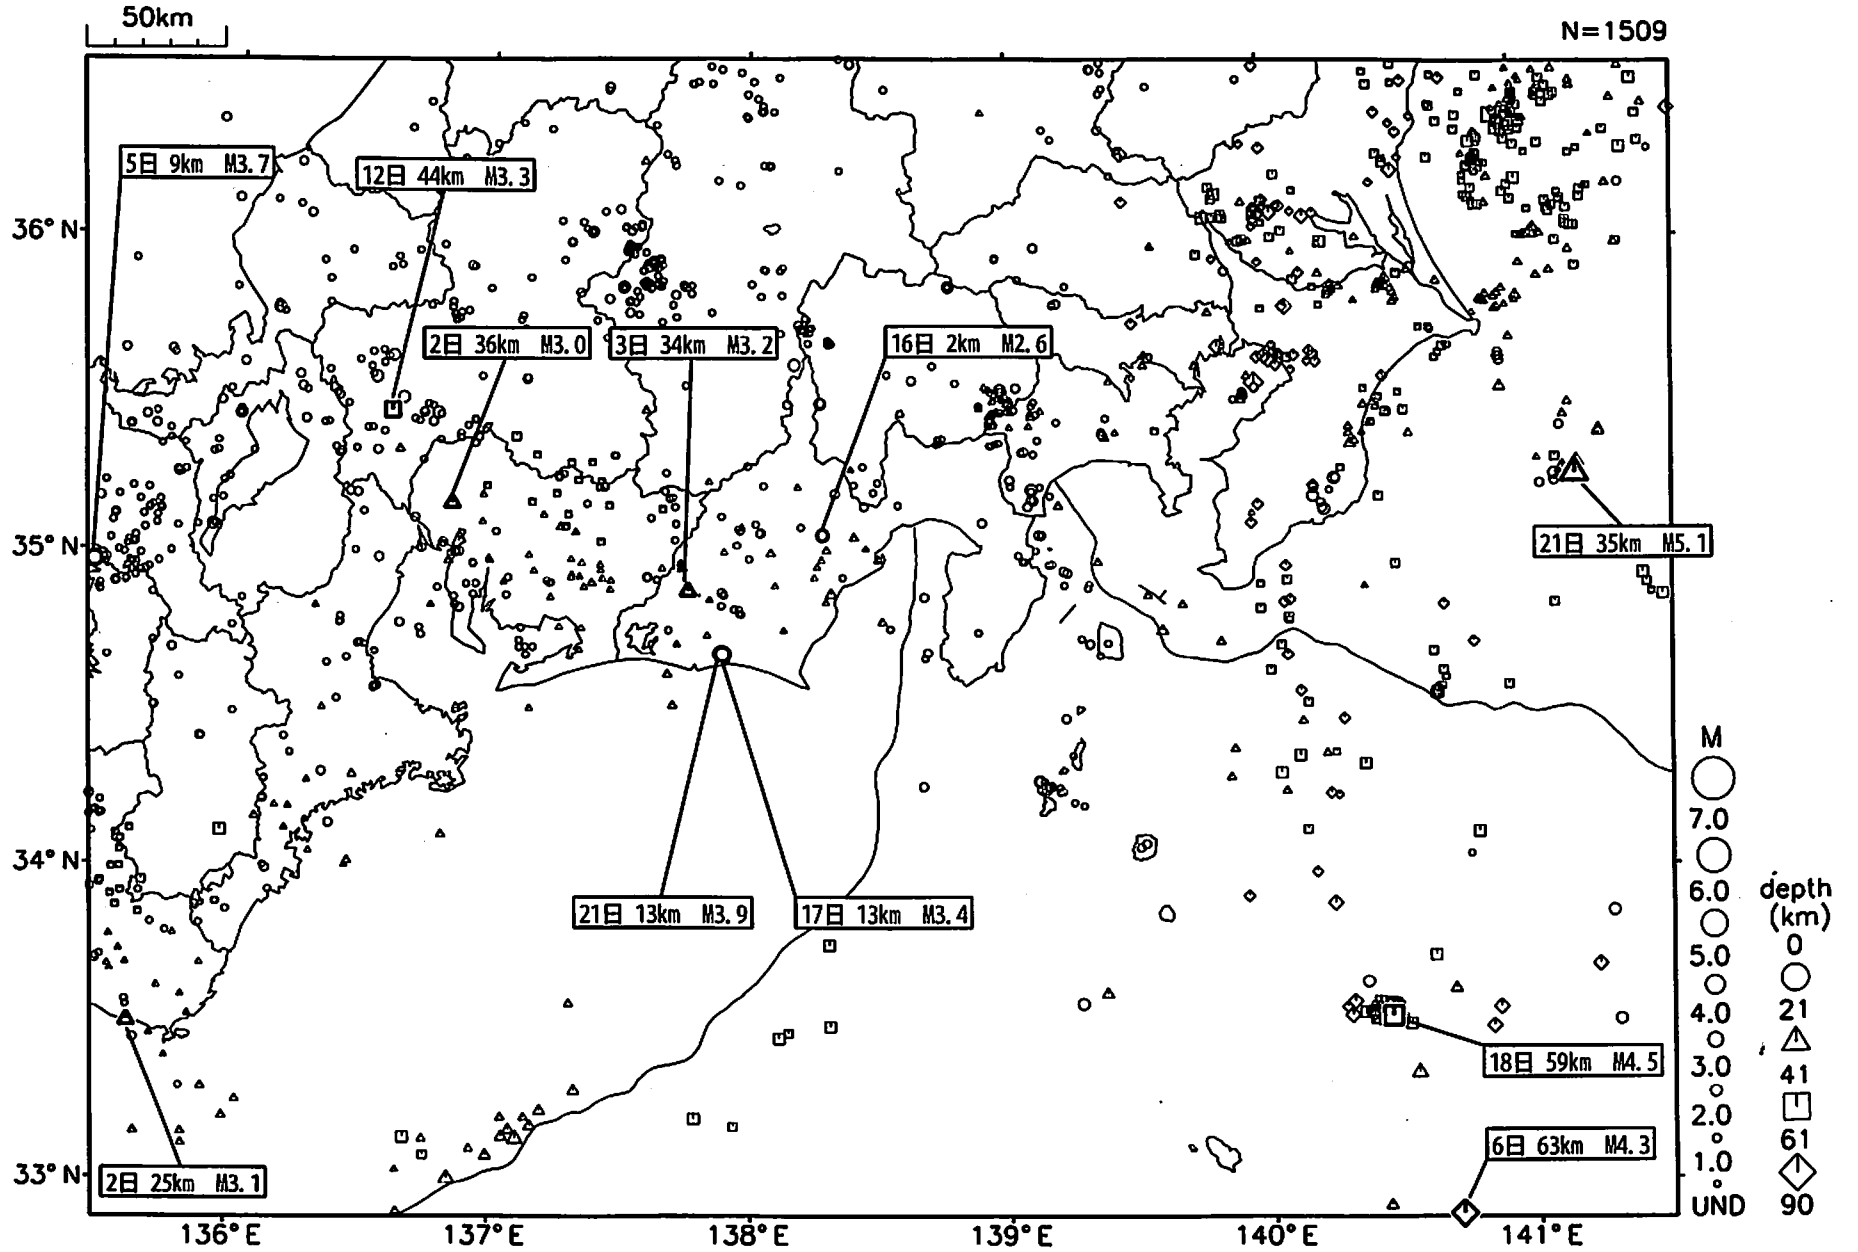 50km
N=1509
5日 9km M3.7
12日 44km M3.3
36°N
2日 36km M3.0
3日 34km M3.2
16日 2km M2.6
35°N
21日 35km M5.1
34°N
21日 13km M3.9
17日 13km M3.4
18日 59km M4.5
6日 63km M4.3
33°N
2日 25km M3.1
136°E
137°E
138°E
139°E
140°E
141°E
M
7.0
6.0
5.0
4.0
3.0
2.0
1.0
UND
depth
(km)
0
21
41
61
90